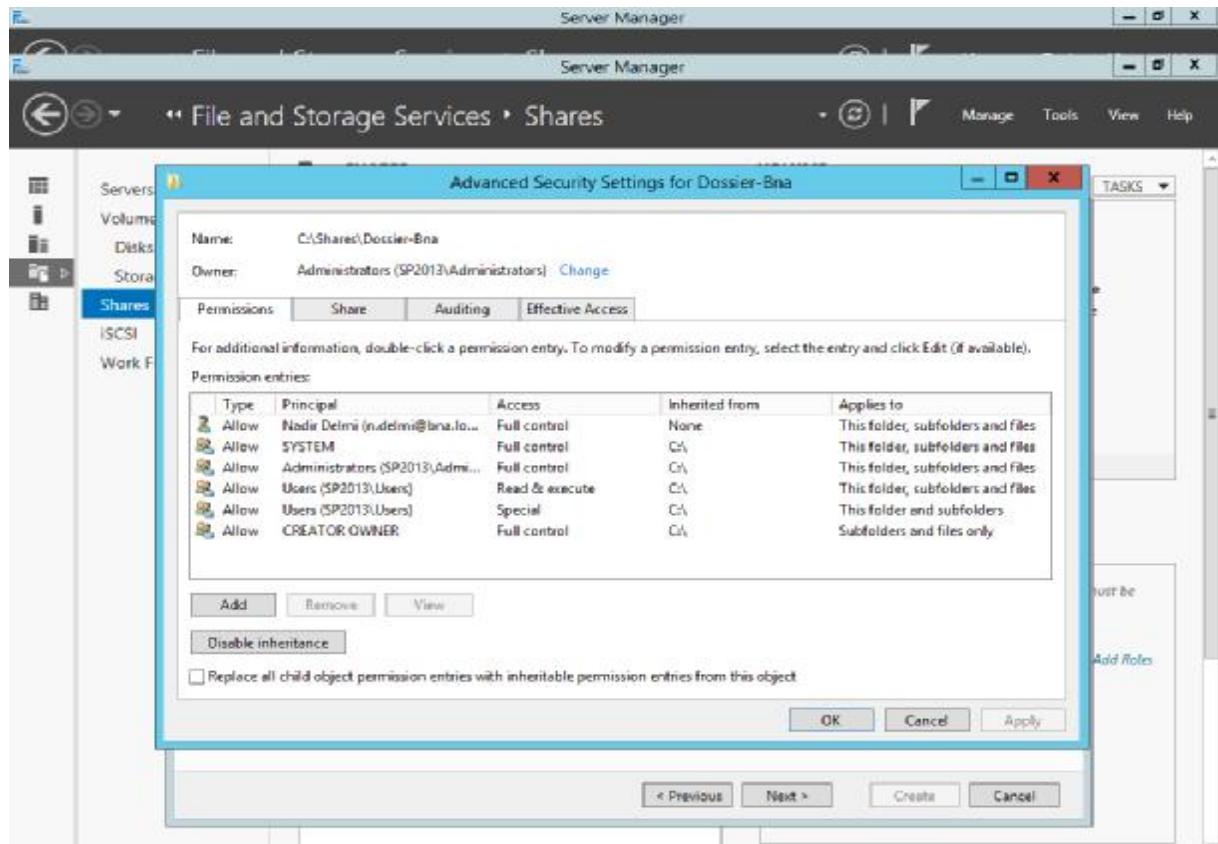 Server Manager
Server Manager
File and Storage Services • Shares
Manage Tools View Help
Servers
Volume
Disks
Stora
Shares
iSCSI
Work F
TASKS
Advanced Security Settings for Dossier-Bna
Name: C:\Shares\Dossier-Bna
Owner: Administrators (SP2013\Administrators) Change
Permissions Share Auditing Effective Access
For additional information, double-click a permission entry. To modify a permission entry, select the entry and click Edit (if available).
Permission entries:
Type Principal Access Inherited from Applies to
Allow Nadir Delmi (n.delmi@bna.lo... Full control None This folder, subfolders and files
Allow SYSTEM Full control C:\ This folder, subfolders and files
Allow Administrators (SP2013\Admi... Full control C:\ This folder, subfolders and files
Allow Users (SP2013\Users) Read & execute C:\ This folder, subfolders and files
Allow Users (SP2013\Users) Special C:\ This folder and subfolders
Allow CREATOR OWNER Full control C:\ Subfolders and files only
Add Remove View
Disable inheritance
Replace all child object permission entries with inheritable permission entries from this object
OK Cancel Apply
must be
Add Roles
< Previous Next > Create Cancel